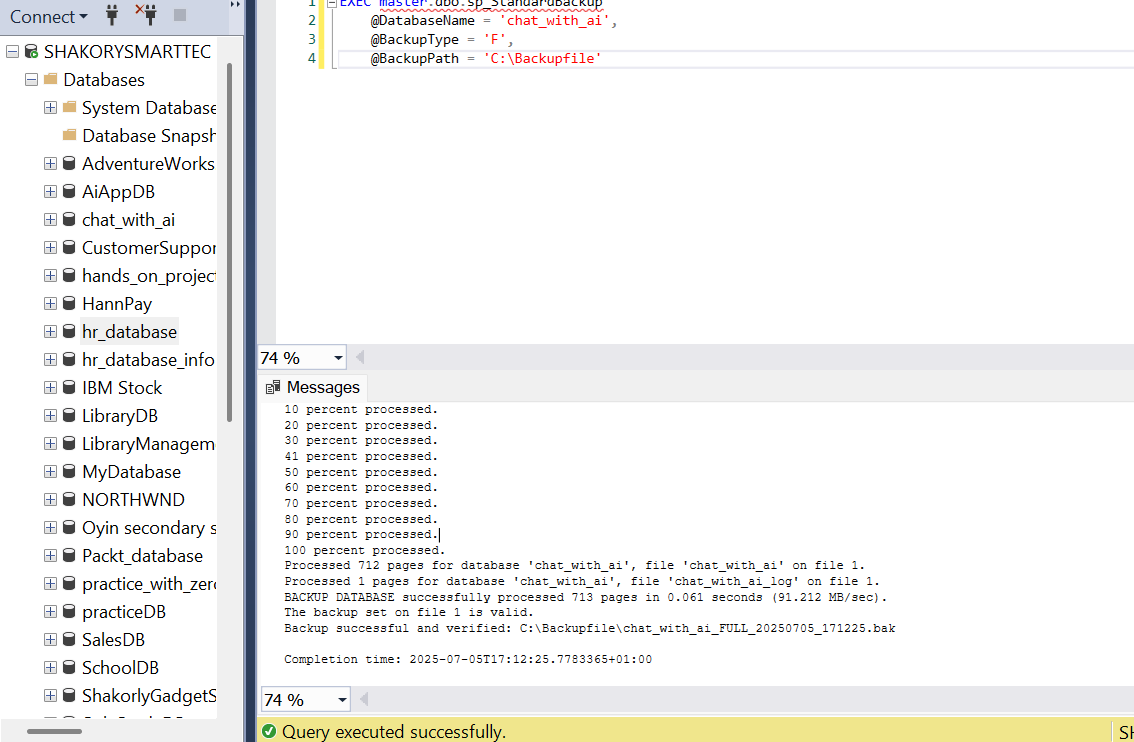 Connect
SHAKORYSMARTTEC
Databases
System Database
Database Snapsh
AdventureWorks
AiAppDB
chat_with_ai
CustomerSuppor
hands_on_projec
HannPay
hr_database
hr_database_info
IBM Stock
LibraryDB
LibraryManagem
MyDatabase
NORTHWND
Oyin secondary s
Packt_database
practice_with_zero
practiceDB
SalesDB
SchoolDB
ShakorlyGadgetS
1 EXEC master.dbo.sp_StandardBackup
2 @DatabaseName = 'chat_with_ai',
3 @BackupType = 'F',
4 @BackupPath = 'C:\Backupfile'
74 %
Messages
10 percent processed.
20 percent processed.
30 percent processed.
41 percent processed.
50 percent processed.
60 percent processed.
70 percent processed.
80 percent processed.
90 percent processed.
100 percent processed.
Processed 712 pages for database 'chat_with_ai', file 'chat_with_ai' on file 1.
Processed 1 pages for database 'chat_with_ai', file 'chat_with_ai_log' on file 1.
BACKUP DATABASE successfully processed 713 pages in 0.061 seconds (91.212 MB/sec).
The backup set on file 1 is valid.
Backup successful and verified: C:\Backupfile\chat_with_ai_FULL_20250705_171225.bak
Completion time: 2025-07-05T17:12:25.7783365+01:00
74 %
Query executed successfully.
SH